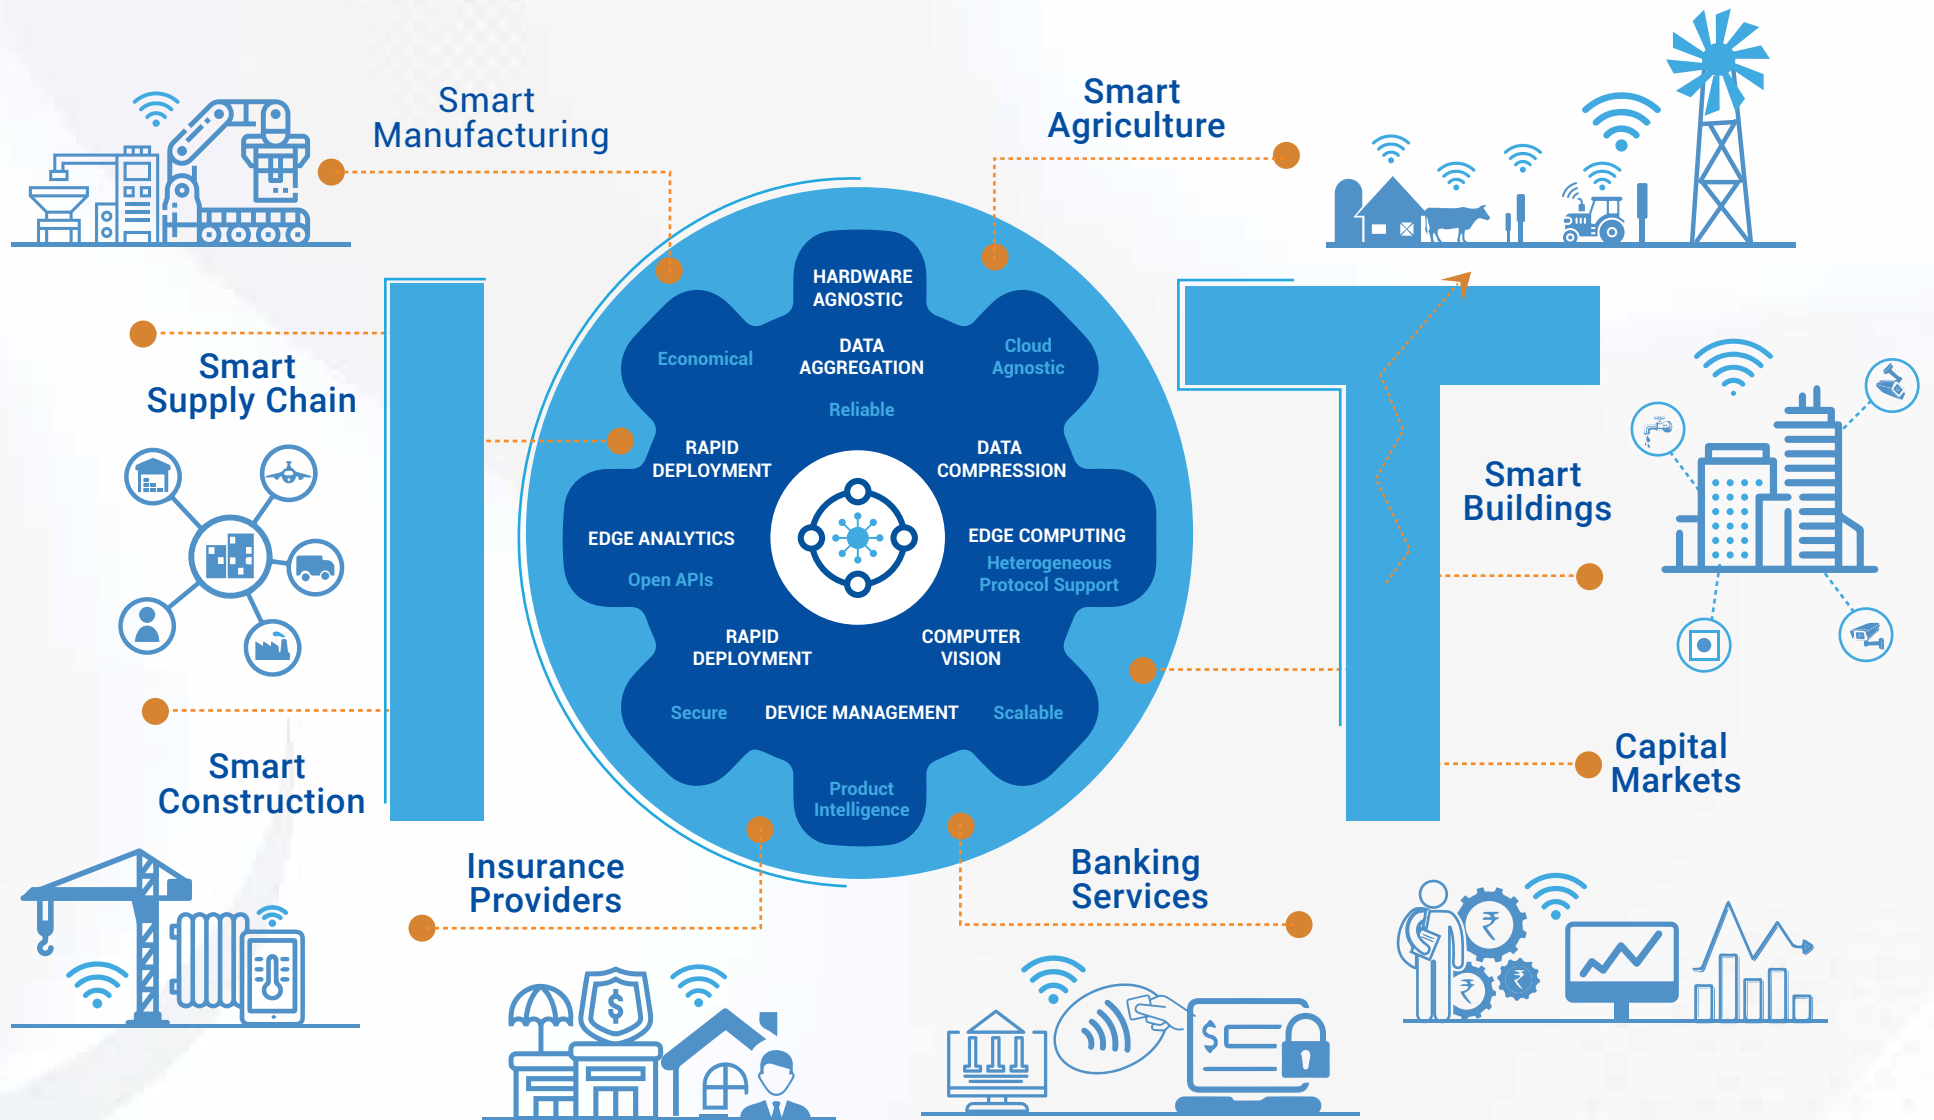 Smart
Manufacturing
Smart
Agriculture
Smart
Supply Chain
Smart
Construction
Insurance
Providers
Banking
Services
Smart
Buildings
Capital
Markets
IOT
HARDWARE
AGNOSTIC
Economical
DATA
AGGREGATION
Cloud
Agnostic
Reliable
RAPID
DEPLOYMENT
DATA
COMPRESSION
EDGE ANALYTICS
EDGE COMPUTING
Open APIs
Heterogeneous
Protocol Support
RAPID
DEPLOYMENT
COMPUTER
VISION
Secure
DEVICE MANAGEMENT
Scalable
Product
Intelligence
$
$
₹
₹
₹